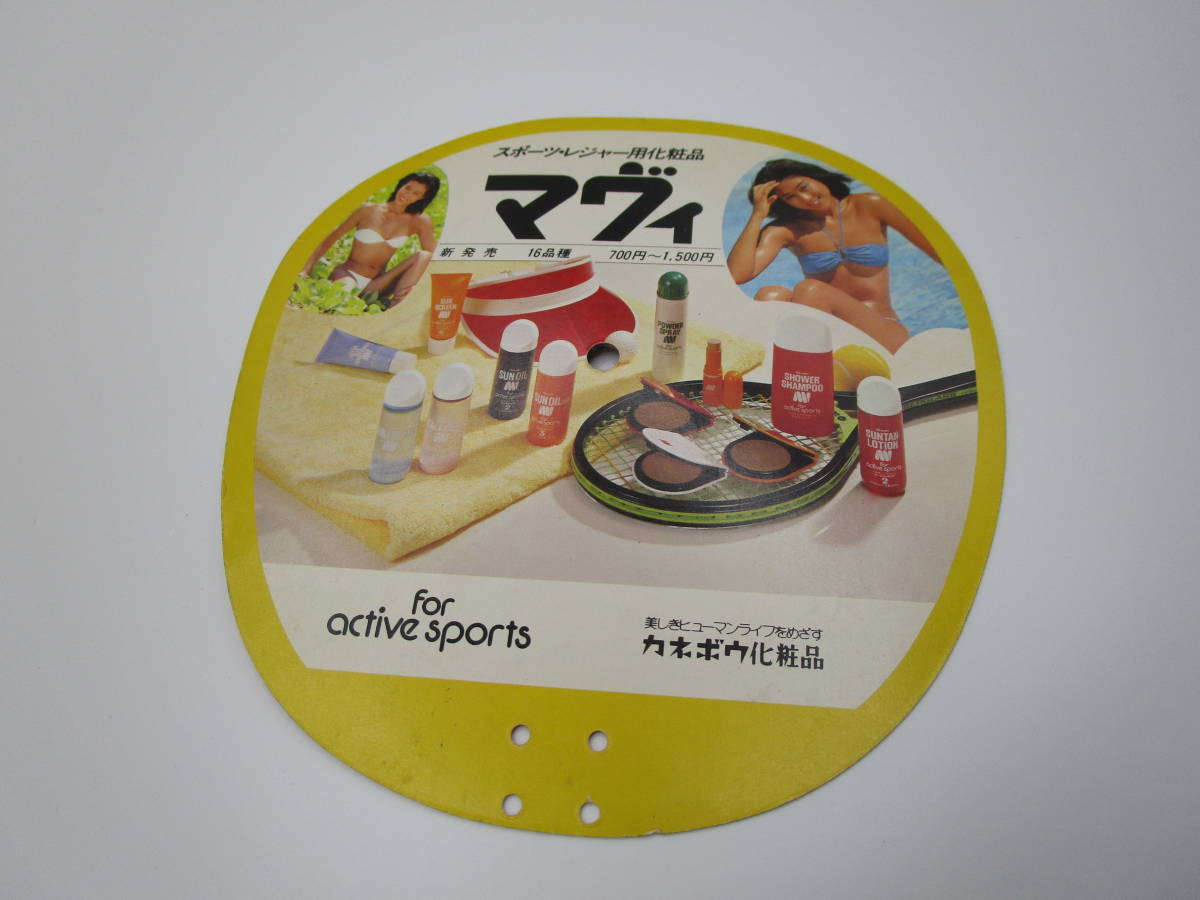 スポーツ・レジャー用化粧品
マヴィ
新発売 16品種 700円〜1,500円
SUN
SCREEN
SUN OIL
2
SUN OIL
POWDER
SPRAY
SHOWER
SHAMPOO
for
active sports
SUNTAN
LOTION
for
active sports
2
for
active sports
美しきヒューマンライフをめざす
カネボウ化粧品